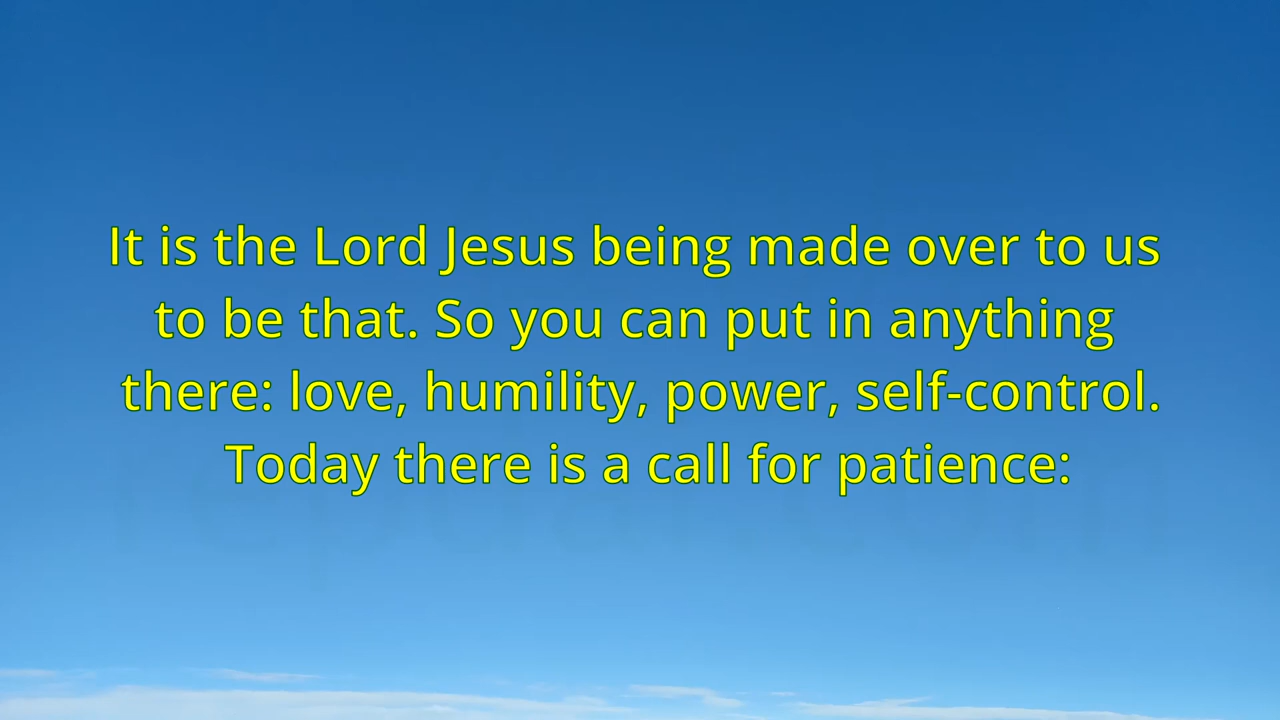 It is the Lord Jesus being made over to us
to be that. So you can put in anything
there: love, humility, power, self-control.
Today there is a call for patience: